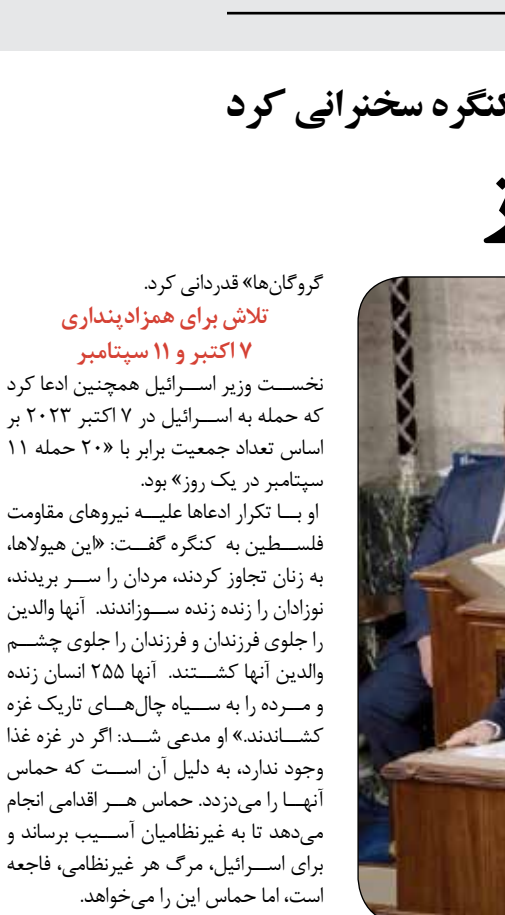 کنگره سخنرانی کرد
ز
گروگان‌ها» قدردانی کرد.
تلاش برای همزادپنداری
۷ اکتبر و ۱۱ سپتامبر
نخست وزیر اسرائیل همچنین ادعا کرد
که حمله به اسرائیل در ۷ اکتبر ۲۰۲۳ بر
اساس تعداد جمعیت برابر با «۲۰ حمله ۱۱
سپتامبر در یک روز» بود.
او با تکرار ادعاها علیه نیروهای مقاومت
فلسطین به کنگره گفت: «این هیولاها،
به زنان تجاوز کردند، مردان را سر بریدند،
نوزادان را زنده زنده سوزاندند. آنها والدین
را جلوی فرزندان و فرزندان را جلوی چشم
والدین آنها کشتند. آنها ۲۵۵ انسان زنده
و مرده را به سیاه چال‌های تاریک غزه
کشاندند.» او مدعی شد: اگر در غزه غذا
وجود ندارد، به دلیل آن است که حماس
آنها را می‌دزدد. حماس هر اقدامی انجام
می‌دهد تا به غیرنظامیان آسیب برساند و
برای اسرائیل، مرگ هر غیرنظامی، فاجعه
است، اما حماس این را می‌خواهد.